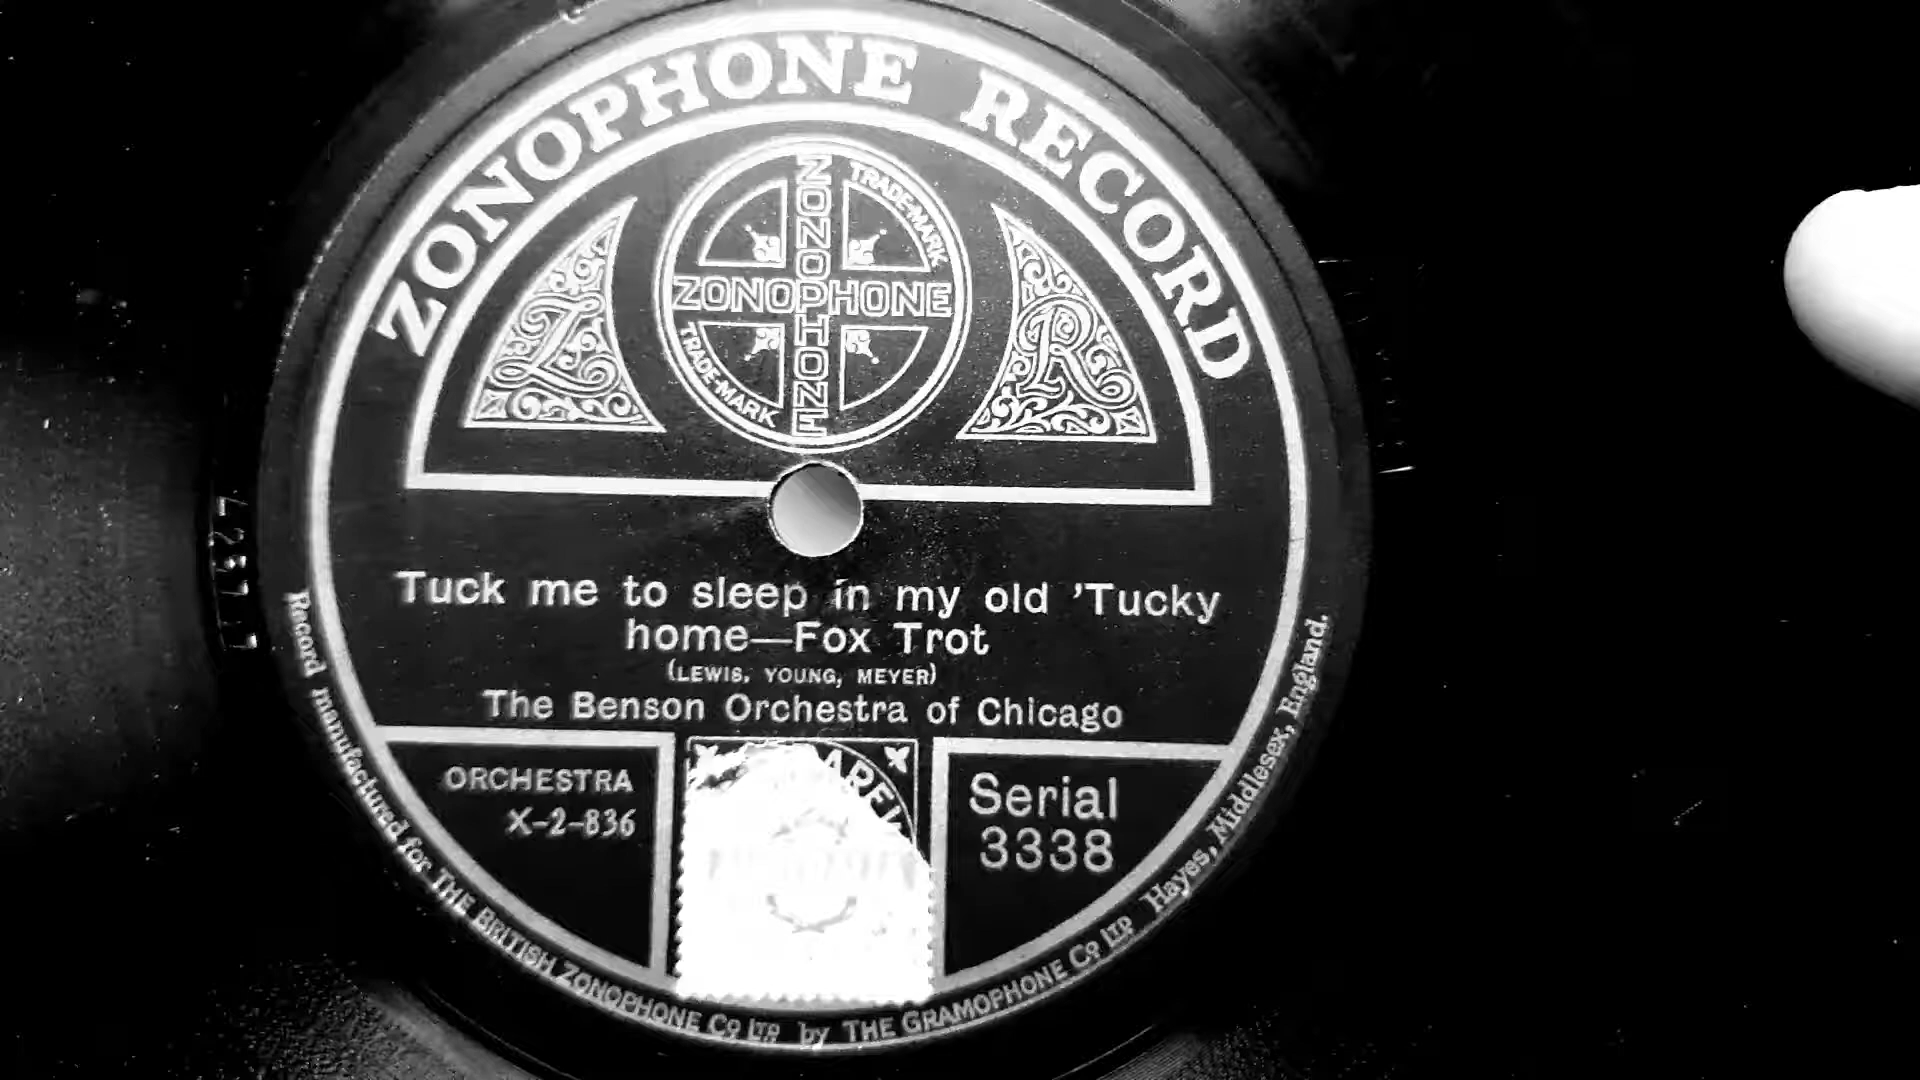 ZONOPHONE RECORD
TRADE-MARK
ZONOPHONE
ZONOPHONE
TRADE-MARK
Z
R
Tuck me to sleep in my old 'Tucky
home—Fox Trot
(LEWIS, YOUNG, MEYER)
The Benson Orchestra of Chicago
ORCHESTRA
X-2-836
Serial
3338
Record manufactured for THE BRITISH ZONOPHONE Co LTD by THE GRAMOPHONE Co LTD Hayes, Middlesex, England.